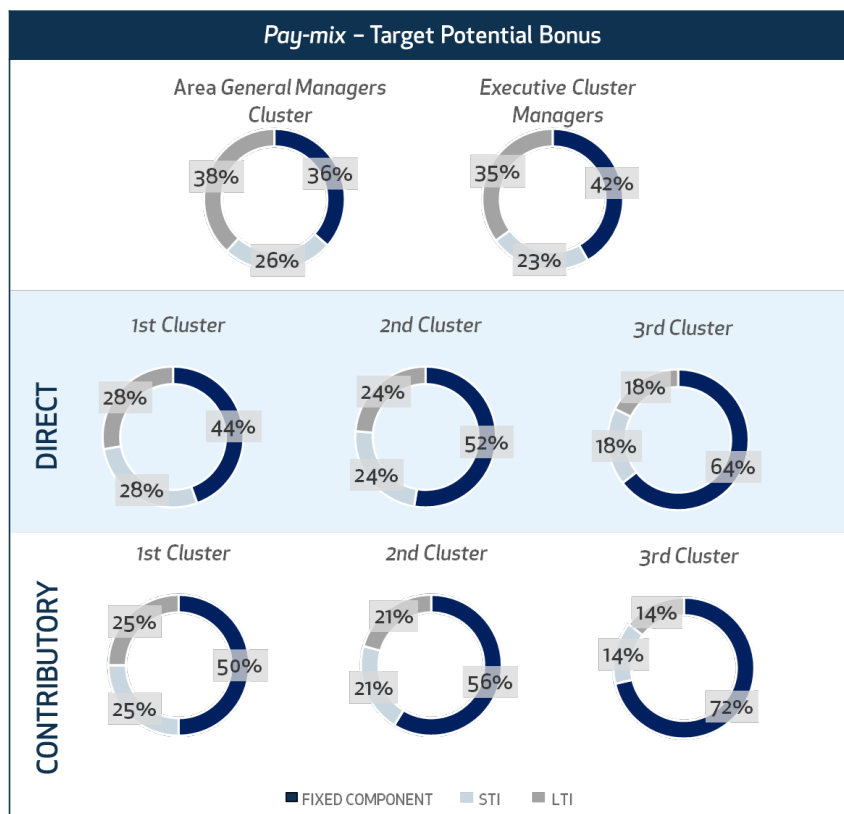 Pay-mix – Target Potential Bonus
Area General Managers
Cluster
Executive Cluster
Managers
38%
36%
26%
35%
42%
23%
DIRECT
1st Cluster
2nd Cluster
3rd Cluster
28%
44%
28%
24%
52%
24%
18%
18%
64%
CONTRIBUTORY
1st Cluster
2nd Cluster
3rd Cluster
25%
50%
25%
21%
56%
21%
14%
14%
72%
FIXED COMPONENT STI LTI